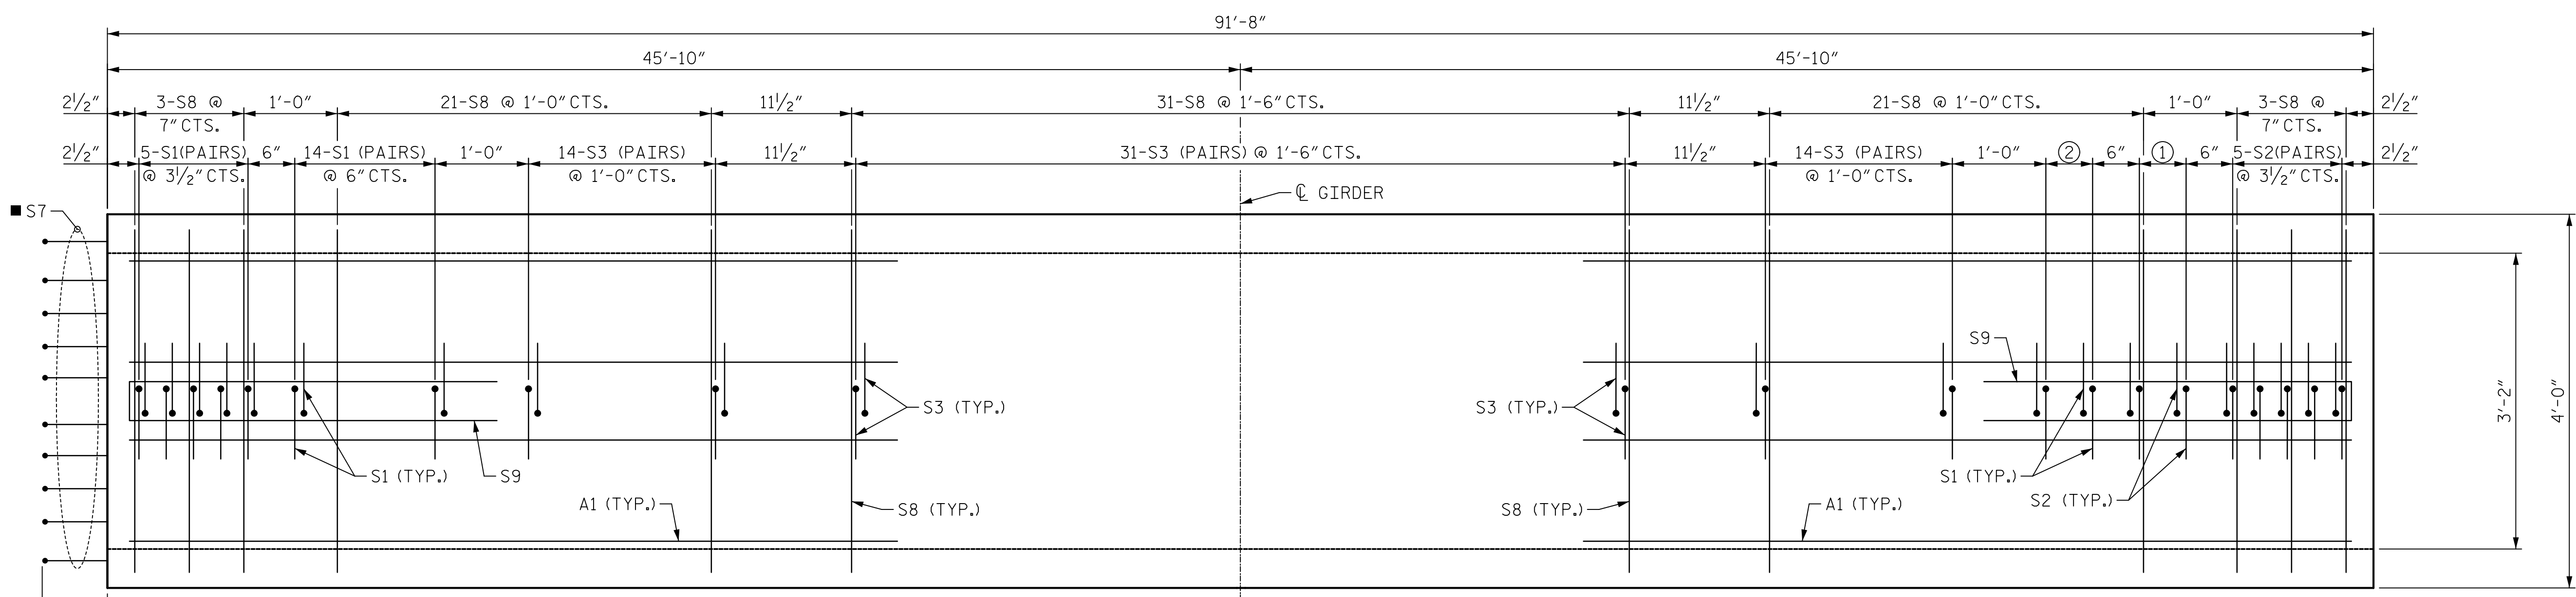 91'-8"
45'-10" 45'-10"
2½" 3-S8 @ 1'-0" 21-S8 @ 1'-0" CTS. 11½" 31-S8 @ 1'-6" CTS. 11½" 21-S8 @ 1'-0" CTS. 1'-0" 3-S8 @ 2½"
7" CTS. 7" CTS.
2½" 5-S1(PAIRS) 6" 14-S1 (PAIRS) 1'-0" 14-S3 (PAIRS) 11½" 31-S3 (PAIRS) @ 1'-6" CTS. 11½" 14-S3 (PAIRS) 1'-0" 2 6" 1 6" 5-S2(PAIRS) 2½"
@ 3½" CTS. @ 6" CTS. @ 1'-0" CTS. @ 1'-0" CTS. @ 3½" CTS.
℄ GIRDER
■ S7
S9
S3 (TYP.) S3 (TYP.)
3'-2" 4'-0"
S1 (TYP.) S9 S1 (TYP.)
A1 (TYP.) S8 (TYP.) S8 (TYP.) A1 (TYP.) S2 (TYP.)